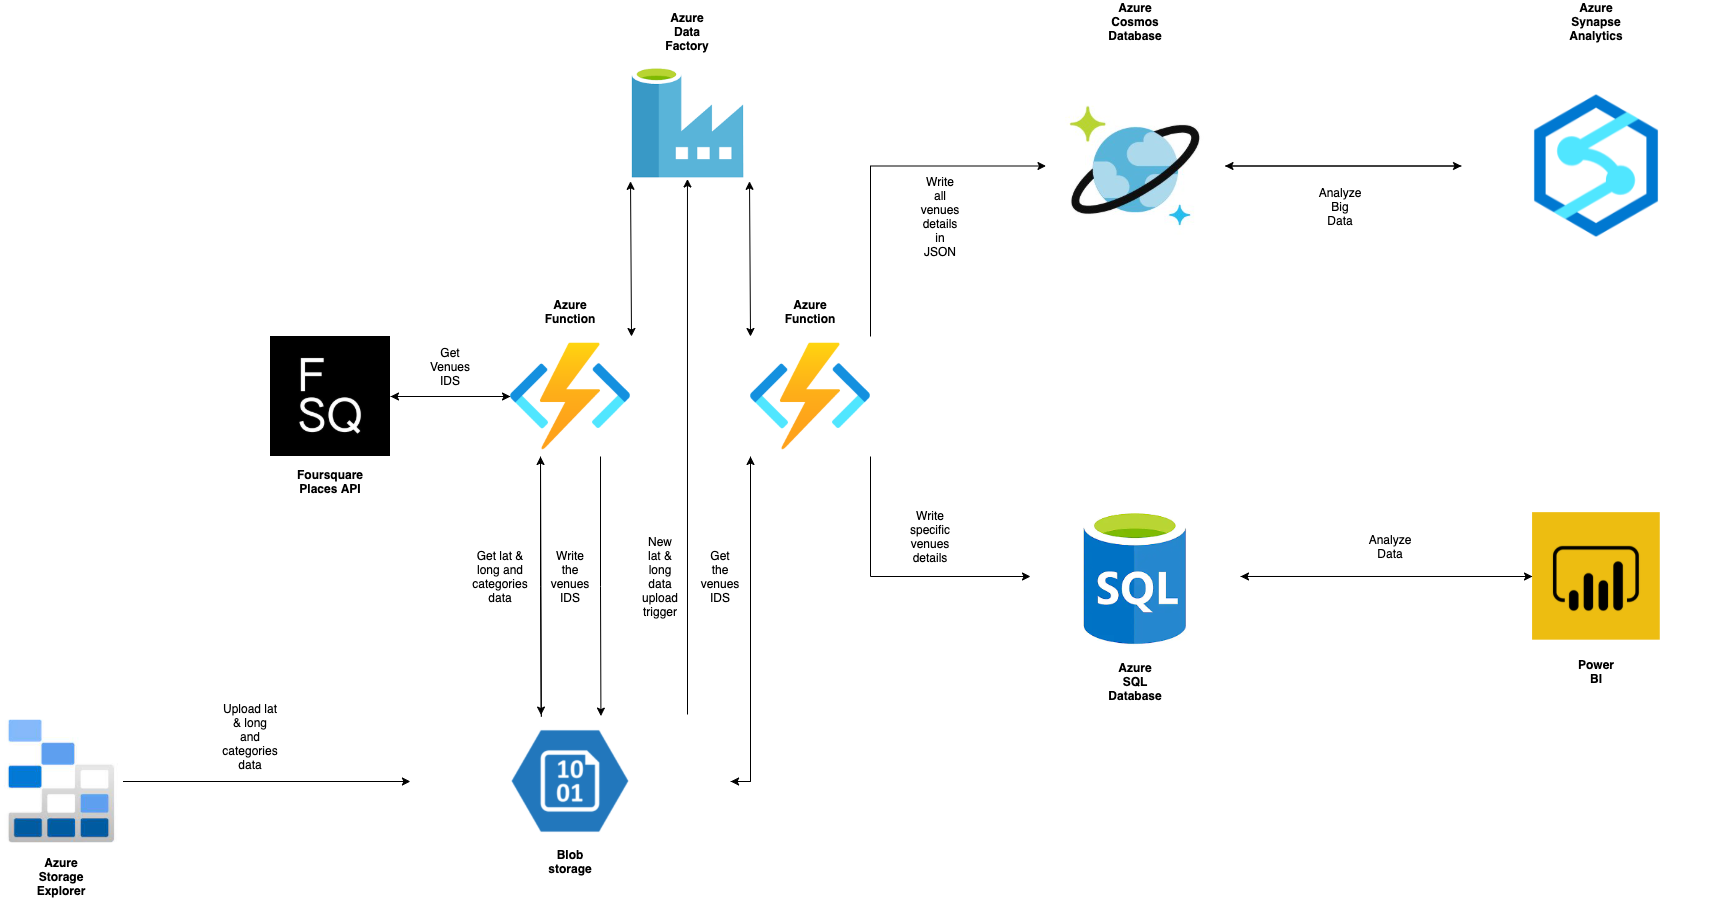 Azure
Data
Factory
Azure
Cosmos
Database
Azure
Synapse
Analytics
Write
all
venues
details
in
JSON
Analyze
Big
Data
Azure
Function
Azure
Function
F
SQ
Get
Venues
IDS
Foursquare
Places API
Get lat &
long and
categories
data
Write
the
venues
IDS
New
lat &
long
data
upload
trigger
Get
the
venues
IDS
Write
specific
venues
details
SQL
Azure
SQL
Database
Analyze
Data
Power
BI
Upload lat
& long
and
categories
data
Azure
Storage
Explorer
10
01
Blob
storage